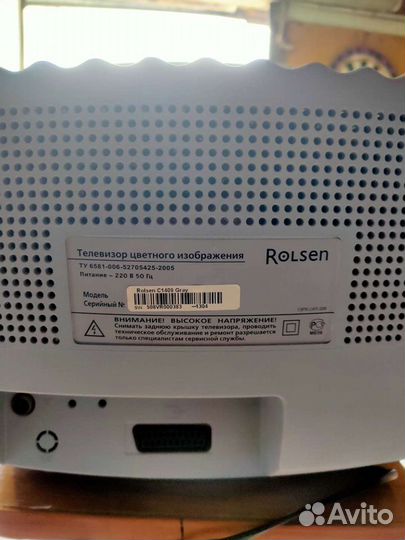 Rolsen
Телевизор цветного изображения
ROLSEN
ТУ 6581-006-52705425-2005
Питание ~ 220 В 50 Гц
Модель
Rolsen C1409 Gray
Серийный №:
ВНИМАНИЕ! ВЫСОКОЕ НАПРЯЖЕНИЕ!
Снимать заднюю крышку телевизора, проводить
техническое обслуживание и ремонт разрешается
только специалистам сервисной службы.
Avito